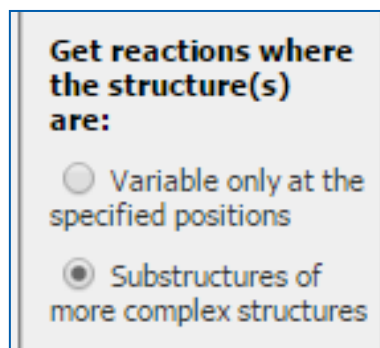 Get reactions where
the structure(s)
are:
Variable only at the
specified positions
Substructures of
more complex structures